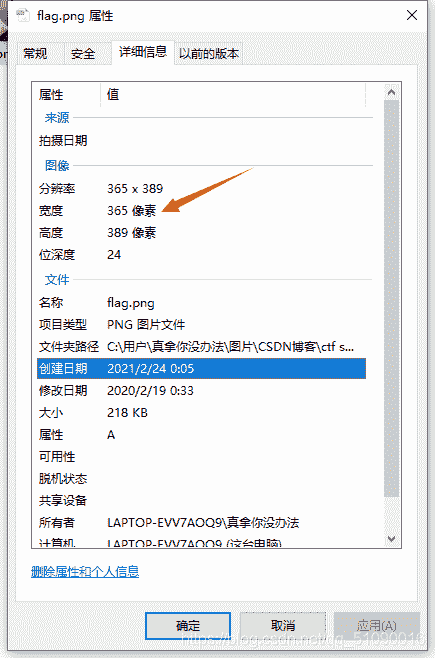 flag.png 属性
常规 安全 详细信息 以前的版本
属性 值
来源
拍摄日期
图像
分辨率 365 x 389
宽度 365 像素
高度 389 像素
位深度 24
文件
名称 flag.png
项目类型 PNG 图片文件
文件夹路径 C:\用户\真拿你没办法\图片\CSDN博客\ctf s...
创建日期 2021/2/24 0:05
修改日期 2020/2/19 0:33
大小 218 KB
属性 A
可用性
脱机状态
共享设备
所有者 LAPTOP-EVV7AOQ9\真拿你没办法
计算机 LAPTOP-EVV7AOQ9 (这台电脑)
删除属性和个人信息
确定 取消 应用(A)
https://blog.csdn.net/qq_51090016